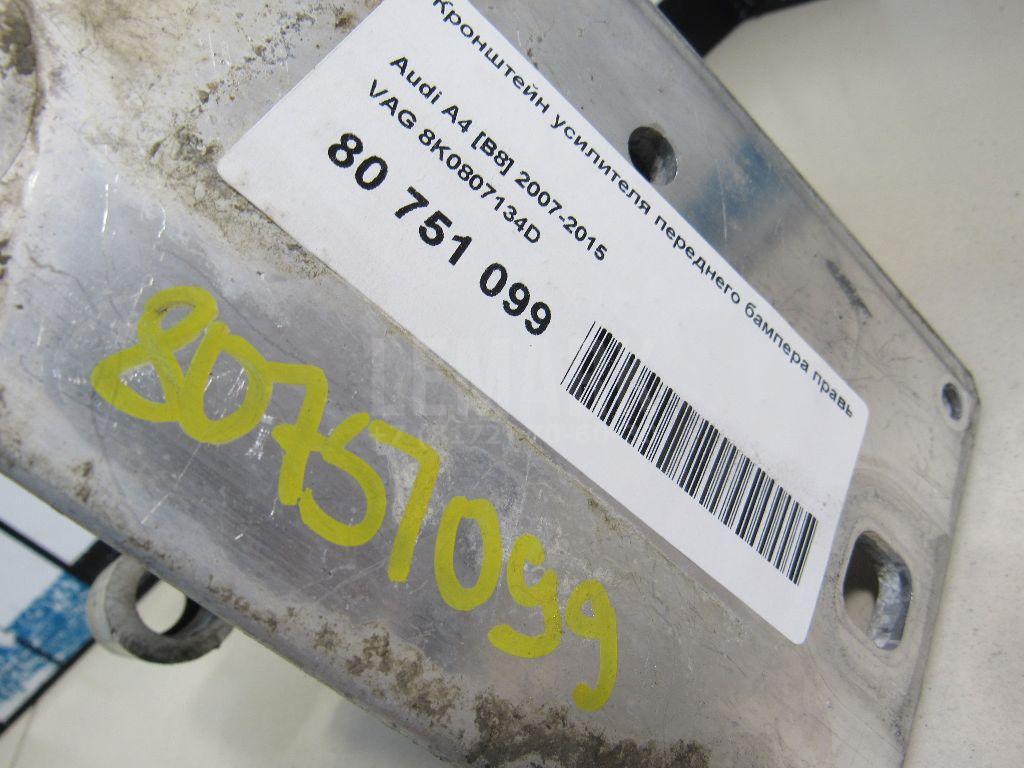 Кронштейн усилителя переднего бампера правь
Audi A4 [B8] 2007-2015
VAG 8K0807134D
80 751 099
80751099